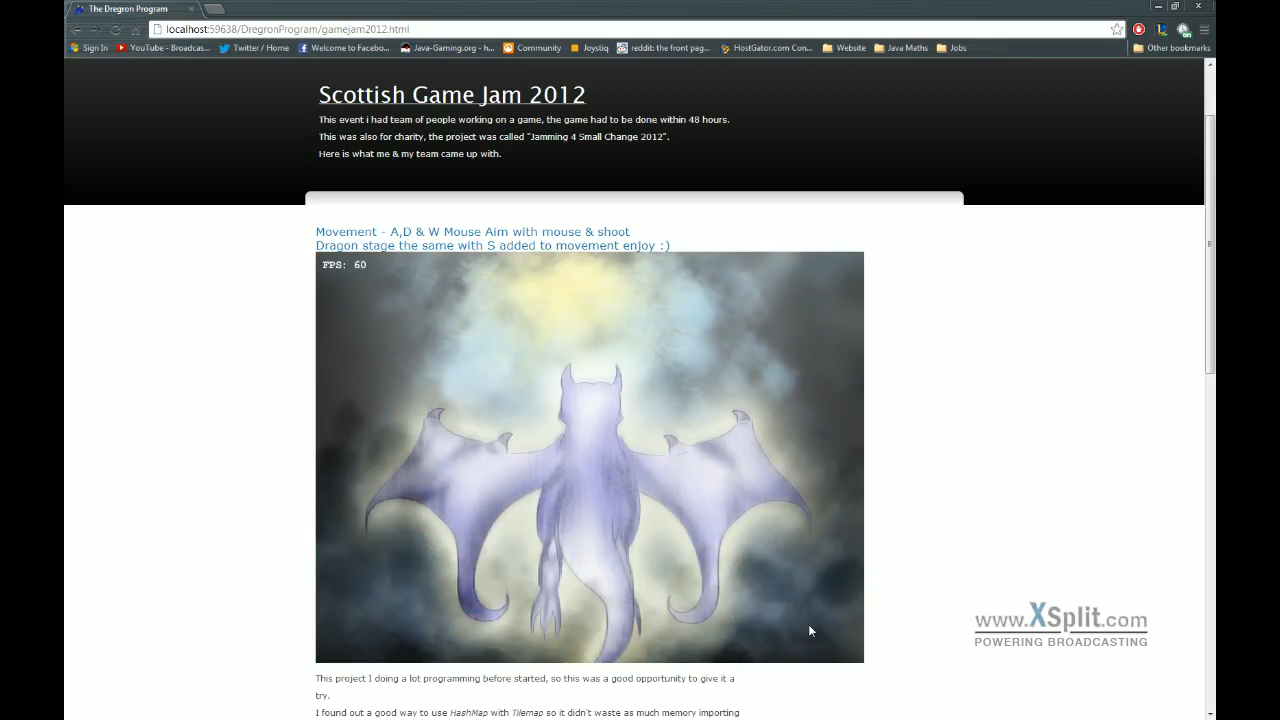 The Dregron Program
localhost:59638/DregronProgram/gamejam2012.html
Sign In YouTube - Broadcas... Twitter / Home Welcome to Facebo... Java-Gaming.org - h... Community Joystiq reddit: the front pag... HostGator.com Con... Website Java Maths Jobs Other bookmarks
Scottish Game Jam 2012
This event i had team of people working on a game, the game had to be done within 48 hours.
This was also for charity, the project was called "Jamming 4 Small Change 2012".
Here is what me & my team came up with.
Movement - A,D & W Mouse Aim with mouse & shoot
Dragon stage the same with S added to movement enjoy :)
FPS: 60
www.XSplit.com
POWERING BROADCASTING
This project I doing a lot programming before started, so this was a good opportunity to give it a
try.
I found out a good way to use HashMap with Tilemap so it didn't waste as much memory importing